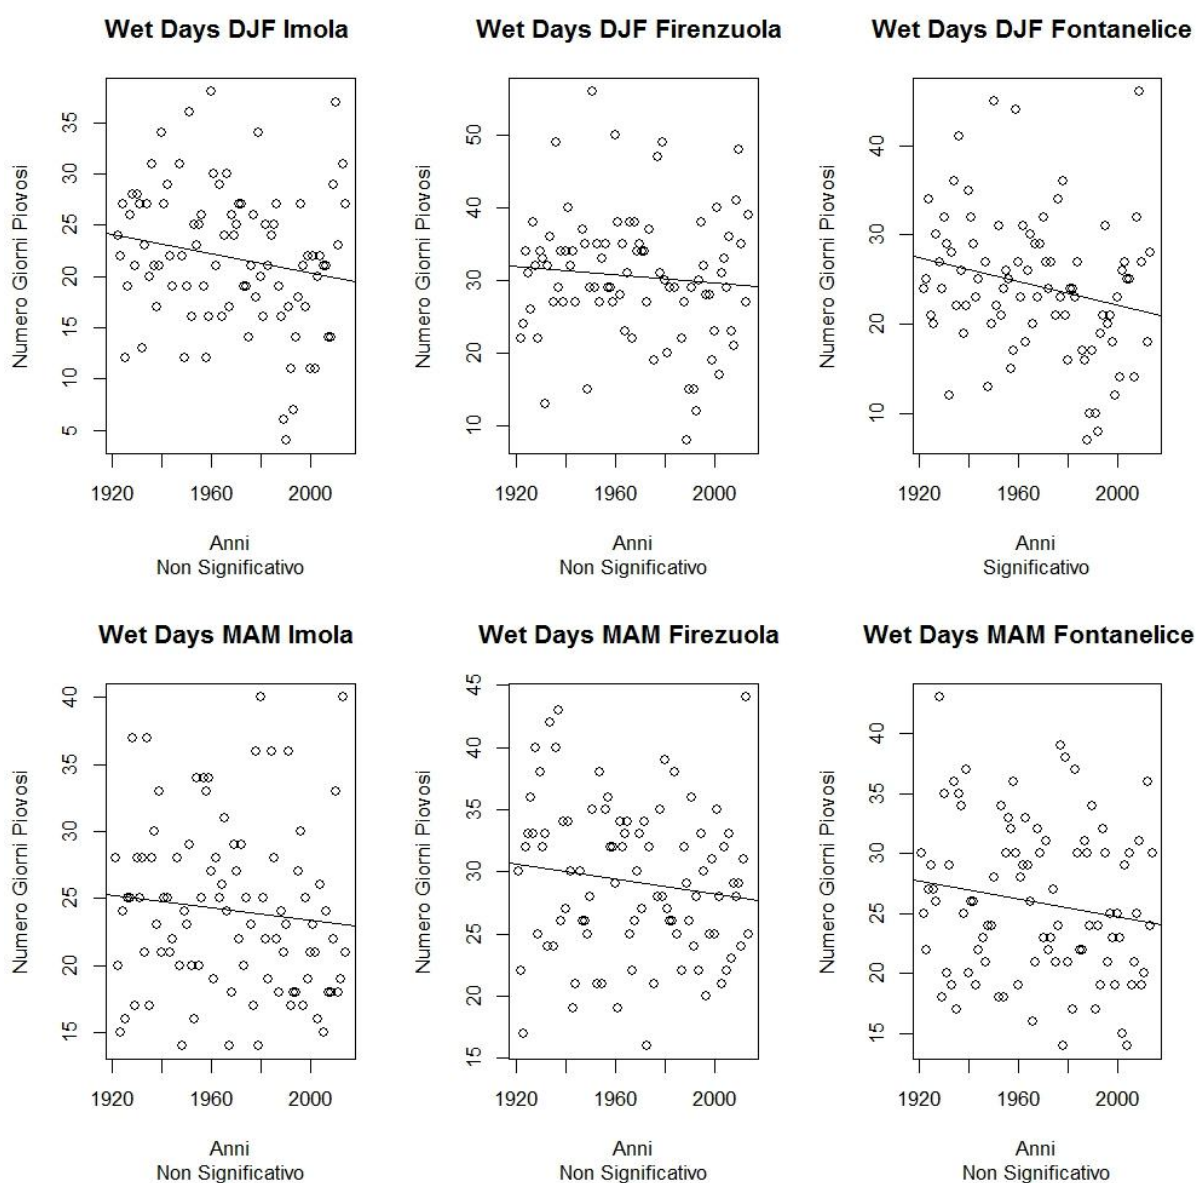 Wet Days DJF Imola
Numero Giorni Piovosi
35
30
25
20
15
10
5
1920 1960 2000
Anni
Non Significativo
Wet Days DJF Firenzuola
Numero Giorni Piovosi
50
40
30
20
10
1920 1960 2000
Anni
Non Significativo
Wet Days DJF Fontanelice
Numero Giorni Piovosi
40
30
20
10
1920 1960 2000
Anni
Significativo
Wet Days MAM Imola
Numero Giorni Piovosi
40
35
30
25
20
15
1920 1960 2000
Anni
Non Significativo
Wet Days MAM Firezuola
Numero Giorni Piovosi
45
40
35
30
25
20
15
1920 1960 2000
Anni
Non Significativo
Wet Days MAM Fontanelice
Numero Giorni Piovosi
40
35
30
25
20
15
1920 1960 2000
Anni
Non Significativo